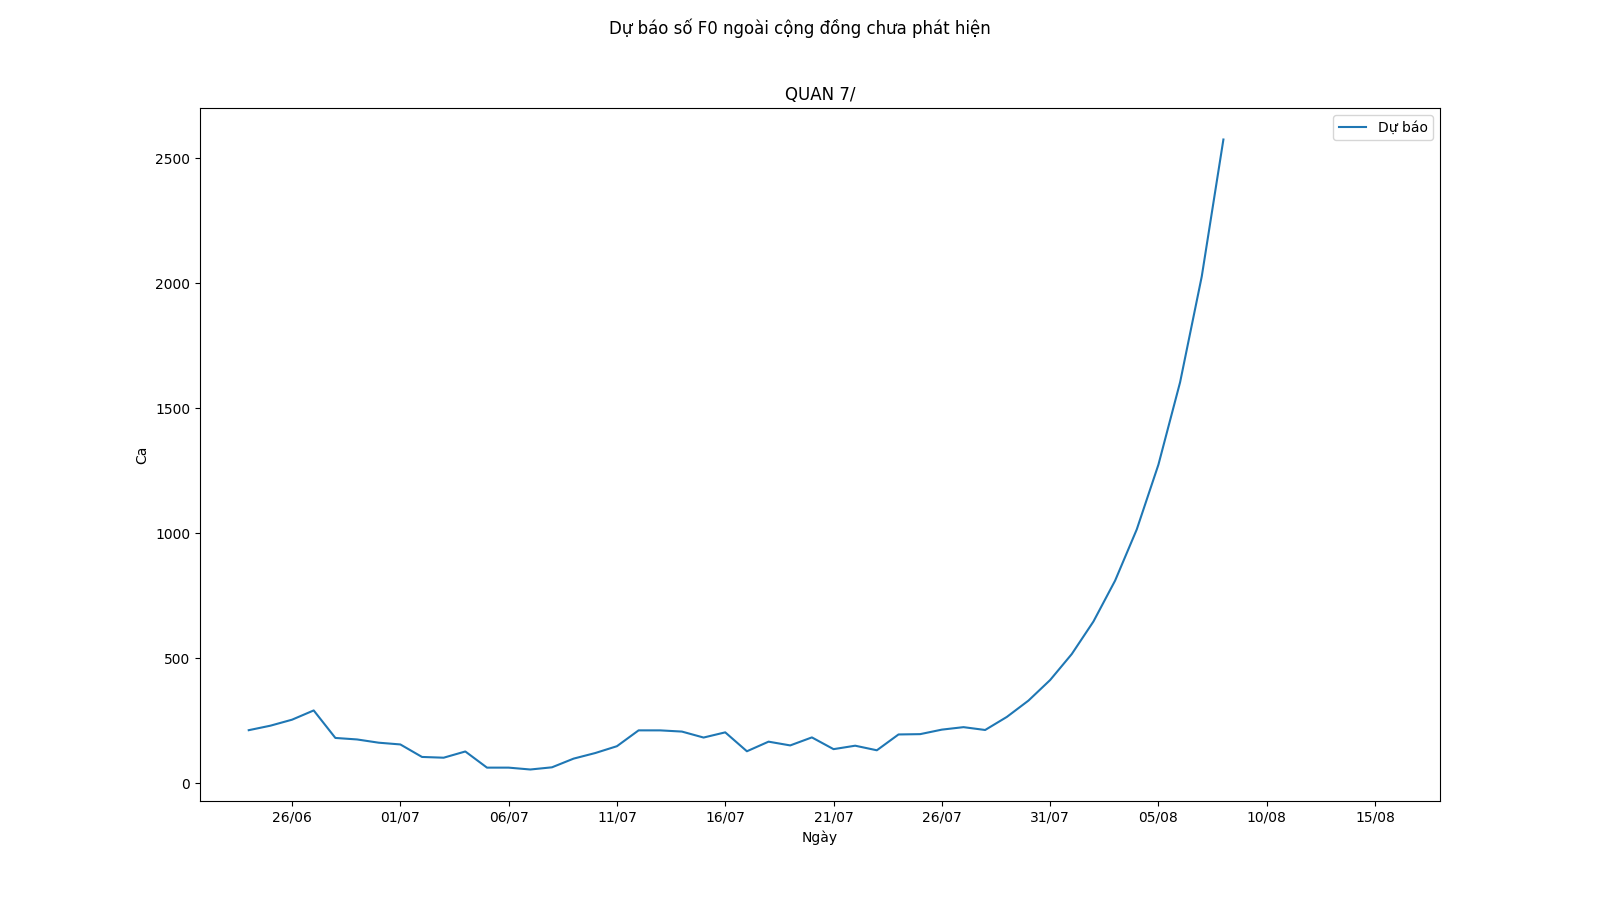 Dự báo số F0 ngoài cộng đồng chưa phát hiện
QUAN 7/
Dự báo
2500
2000
1500
1000
500
0
Ca
26/06 01/07 06/07 11/07 16/07 21/07 26/07 31/07 05/08 10/08 15/08
Ngày